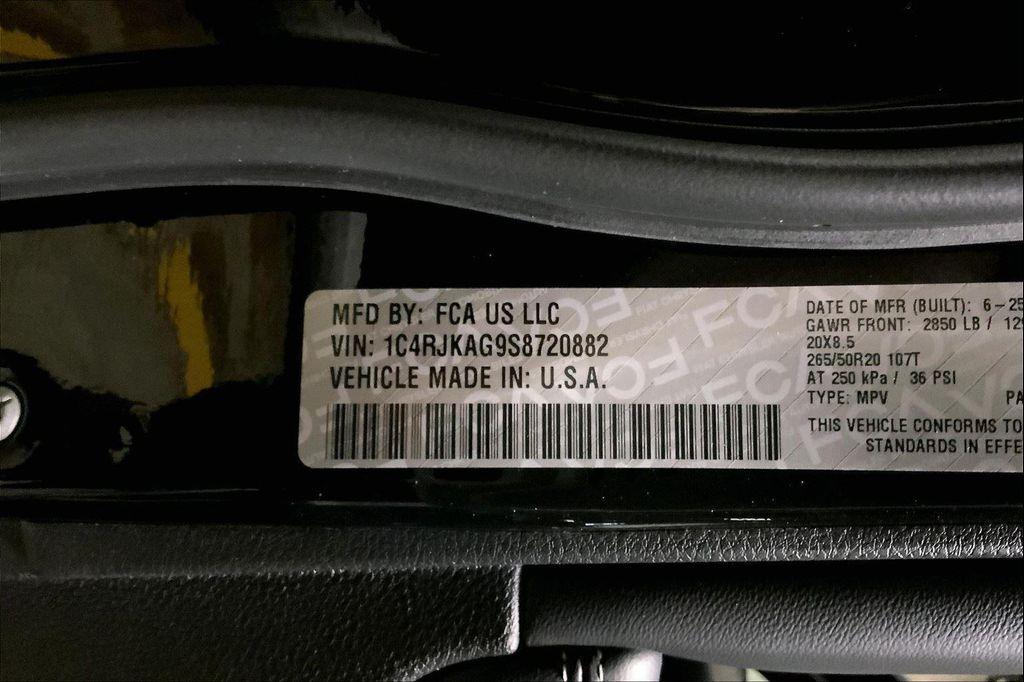 MFD BY: FCA US LLC
VIN: 1C4RJKAG9S8720882
VEHICLE MADE IN: U.S.A.
DATE OF MFR (BUILT): 6-25
GAWR FRONT: 2850 LB / 129
20X8.5
265/50R20 107T
AT 250 kPa / 36 PSI
TYPE: MPV PA
THIS VEHICLE CONFORMS TO
STANDARDS IN EFFE